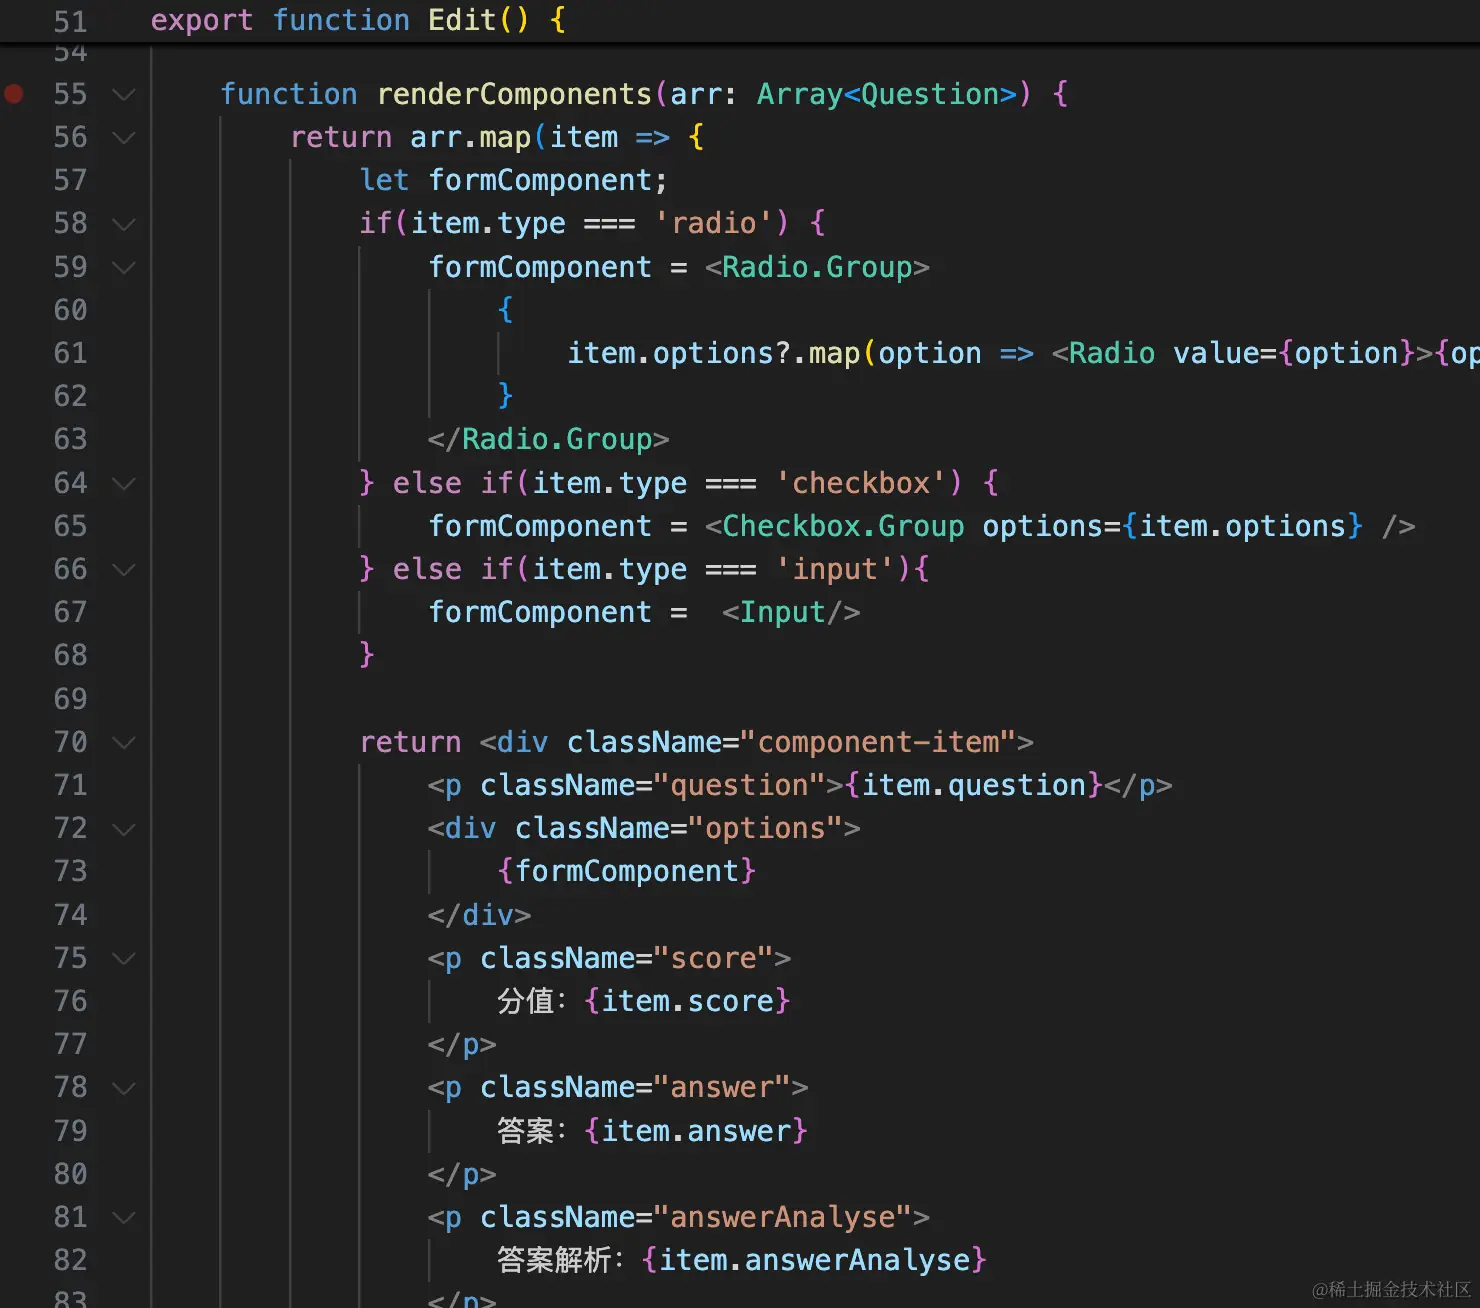 51 export function Edit() {
54
55 function renderComponents(arr: Array<Question>) {
56 return arr.map(item => {
57 let formComponent;
58 if(item.type === 'radio') {
59 formComponent = <Radio.Group>
60 {
61 item.options?.map(option => <Radio value={option}>{op
62 }
63 </Radio.Group>
64 } else if(item.type === 'checkbox') {
65 formComponent = <Checkbox.Group options={item.options} />
66 } else if(item.type === 'input'){
67 formComponent =  <Input/>
68 }
69
70 return <div className="component-item">
71 <p className="question">{item.question}</p>
72 <div className="options">
73 {formComponent}
74 </div>
75 <p className="score">
76 分值：{item.score}
77 </p>
78 <p className="answer">
79 答案：{item.answer}
80 </p>
81 <p className="answerAnalyse">
82 答案解析：{item.answerAnalyse}
83 </p>
@稀土掘金技术社区